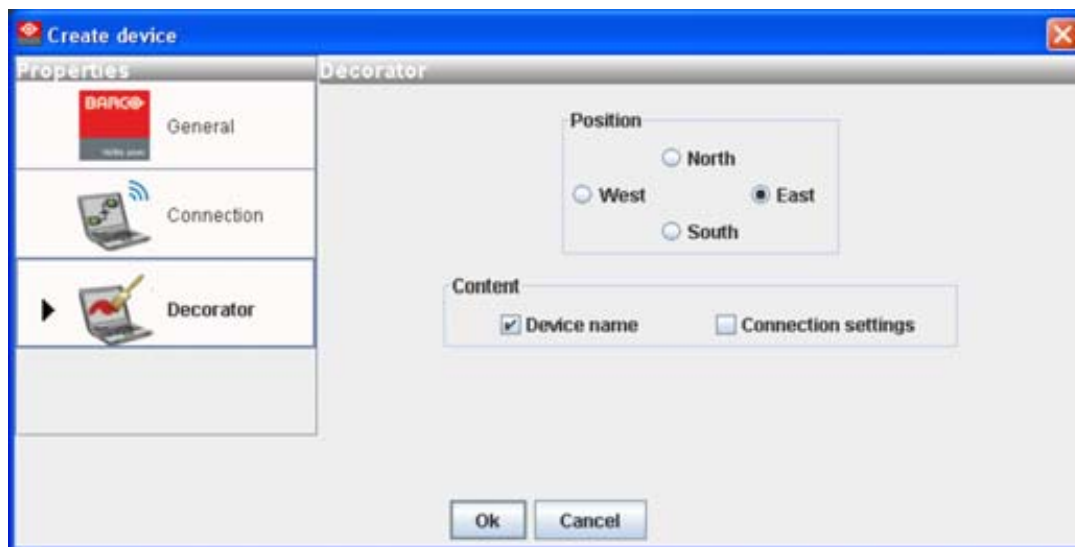 Create device
Properties
Decorator
BARCO
General
Connection
Decorator
Position
North
West
East
South
Content
Device name
Connection settings
Ok
Cancel